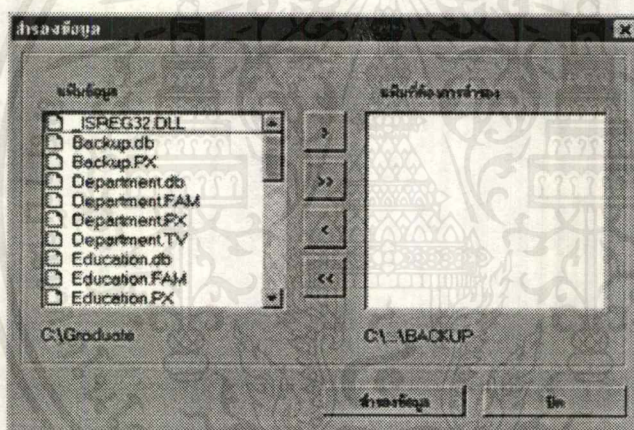 สำรองข้อมูล
แฟ้มข้อมูล
แฟ้มที่ต้องการสำรอง
_ISREG32.DLL
Backup.db
Backup.PX
Department.db
Department.FAM
Department.PX
Department.TV
Education.db
Education.FAM
Education.PX
>
>>
<
<<
C:\Graduate
C:\...\BACKUP
สำรองข้อมูล
ปิด